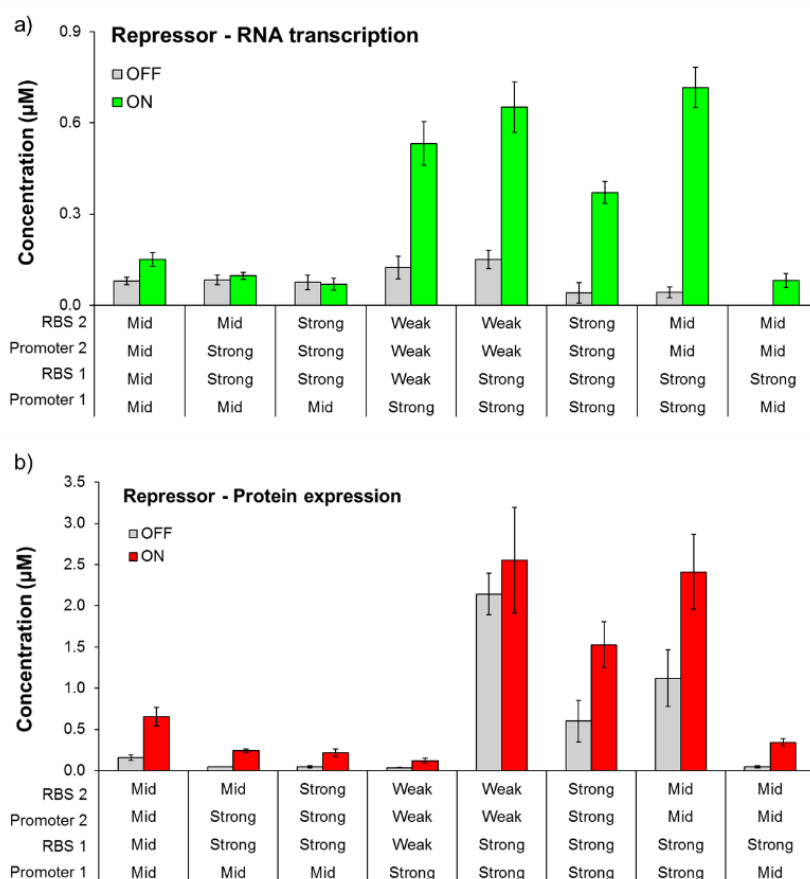 a)
Repressor - RNA transcription
OFF
ON
Concentration (µM)
0.9
0.6
0.3
0.0
RBS 2 Mid Mid Strong Weak Weak Strong Mid Mid
Promoter 2 Mid Strong Strong Weak Weak Strong Mid Mid
RBS 1 Mid Strong Strong Weak Strong Strong Strong Strong
Promoter 1 Mid Mid Mid Strong Strong Strong Strong Mid
b)
Repressor - Protein expression
OFF
ON
Concentration (µM)
3.5
3.0
2.5
2.0
1.5
1.0
0.5
0.0
RBS 2 Mid Mid Strong Weak Weak Strong Mid Mid
Promoter 2 Mid Strong Strong Weak Weak Strong Mid Mid
RBS 1 Mid Strong Strong Weak Strong Strong Strong Strong
Promoter 1 Mid Mid Mid Strong Strong Strong Strong Mid